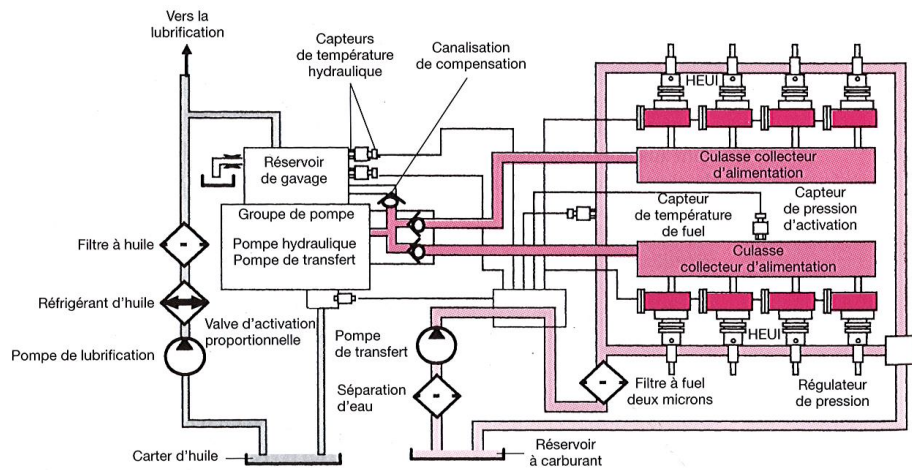 Vers la
lubrification
Capteurs
de température
hydraulique
Canalisation
de compensation
HEUI
Réservoir
de gavage
Culasse collecteur
d'alimentation
Groupe de pompe
Pompe hydraulique
Pompe de transfert
Capteur
de température
de fuel
Capteur
de pression
d'activation
Filtre à huile
Culasse
collecteur d'alimentation
Réfrigérant d'huile
Valve d'activation
proportionnelle
Pompe de lubrification
Pompe
de transfert
HEUI
Séparation
d'eau
Filtre à fuel
deux microns
Régulateur
de pression
Carter d'huile
Réservoir
à carburant